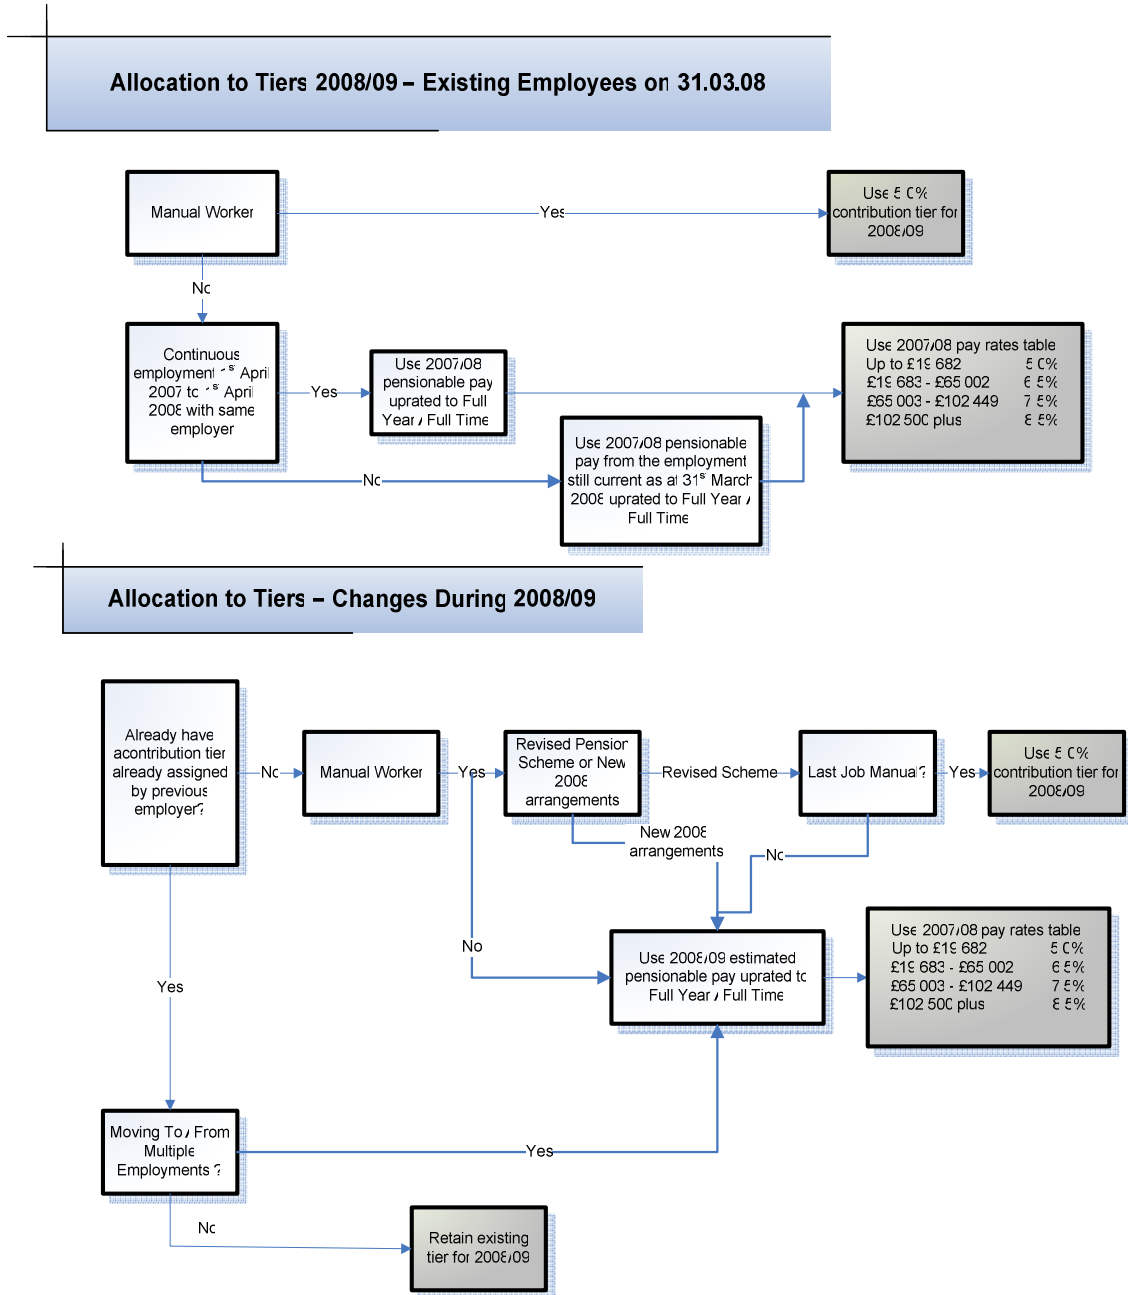 Allocation to Tiers 2008/09 – Existing Employees on 31.03.08
Manual Worker
Yes
Use 5.0%
contribution tier for
2008/09
No
Continuous
employment 1st April
2007 to 1st April
2008 with same
employer
Yes
Use 2007/08
pensionable pay
uprated to Full
Year / Full Time
Use 2007/08 pay rates table
Up to £19 682 5.0%
£19 683 - £65 002 6.5%
£65 003 - £102 449 7.5%
£102 500 plus 8.5%
No
Use 2007/08 pensionable
pay from the employment
still current as at 31st March
2008 uprated to Full Year /
Full Time
Allocation to Tiers – Changes During 2008/09
Already have
acontribution tier
already assigned
by previous
employer?
No
Manual Worker
Yes
Revised Pension
Scheme or New
2008
arrangements
Revised Scheme
Last Job Manual?
Yes
Use 5.0%
contribution tier for
2008/09
New 2008
arrangements
No
No
Use 2008/09 estimated
pensionable pay uprated to
Full Year / Full Time
Use 2007/08 pay rates table
Up to £19 682 5.0%
£19 683 - £65 002 6.5%
£65 003 - £102 449 7.5%
£102 500 plus 8.5%
Yes
Moving To / From
Multiple
Employments ?
Yes
No
Retain existing
tier for 2008/09